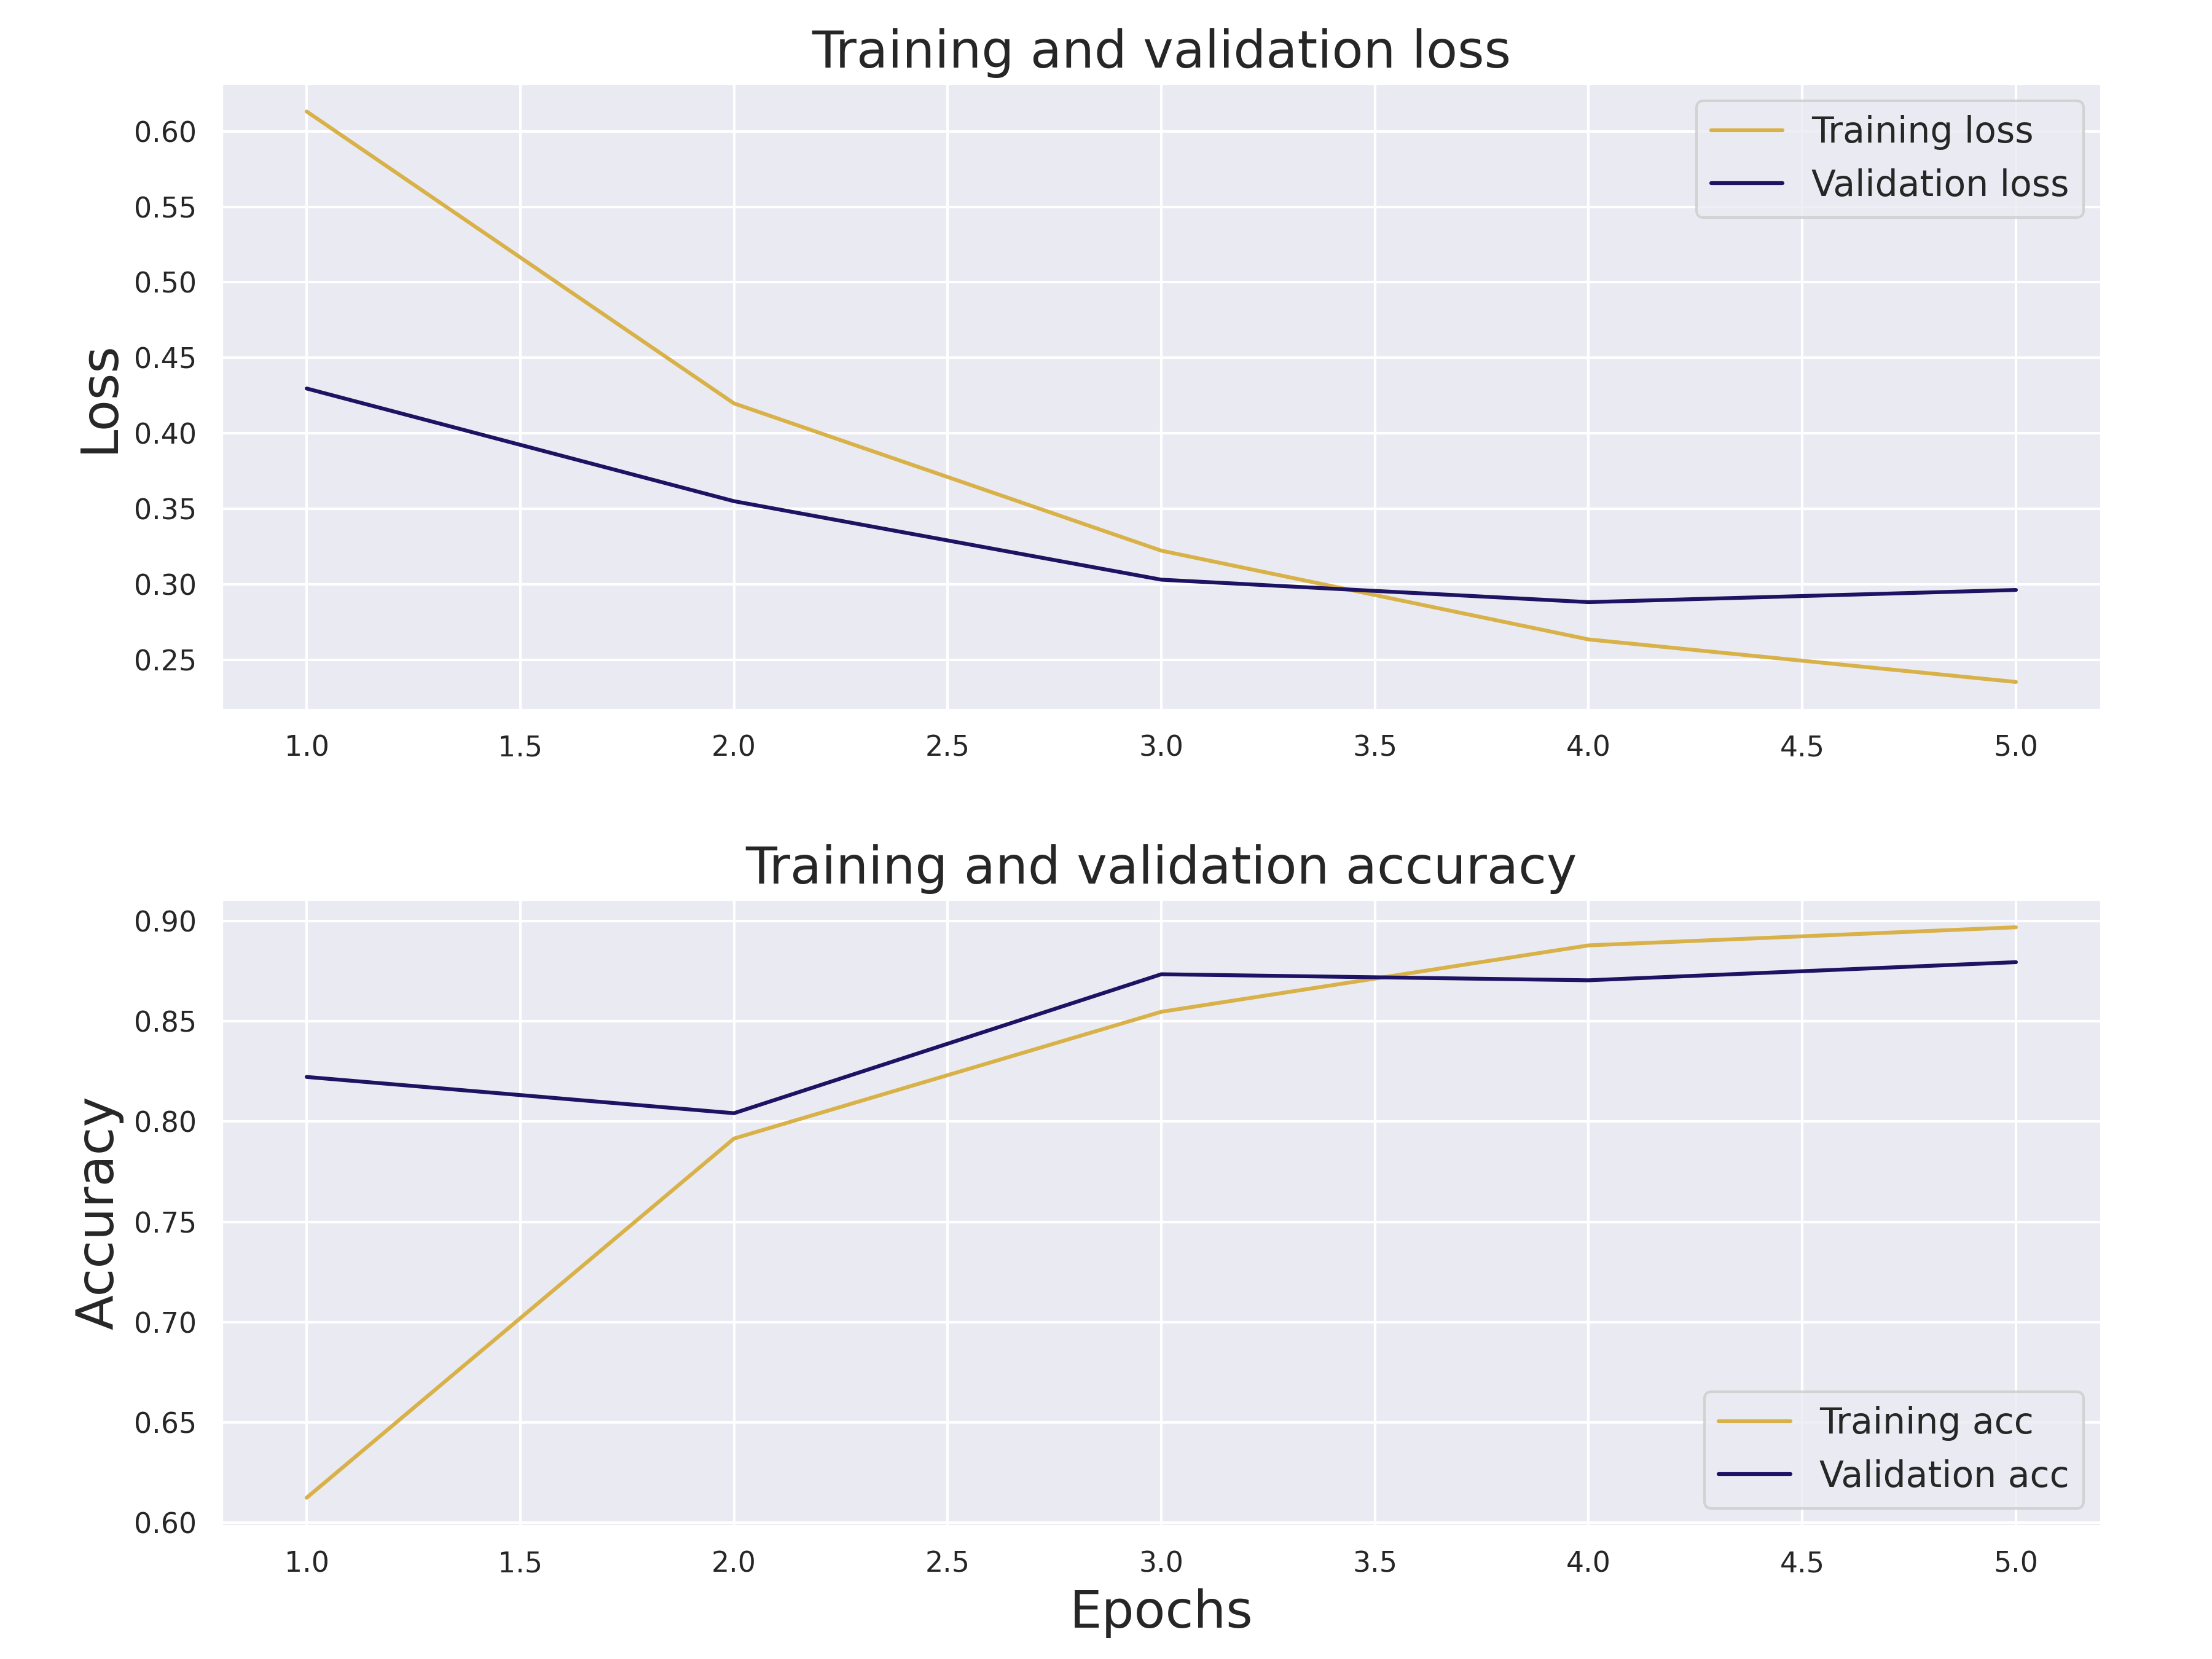 Training and validation loss
Loss
0.60
0.55
0.50
0.45
0.40
0.35
0.30
0.25
Training loss
Validation loss
1.0 1.5 2.0 2.5 3.0 3.5 4.0 4.5 5.0
Training and validation accuracy
Accuracy
0.90
0.85
0.80
0.75
0.70
0.65
0.60
Training acc
Validation acc
1.0 1.5 2.0 2.5 3.0 3.5 4.0 4.5 5.0
Epochs